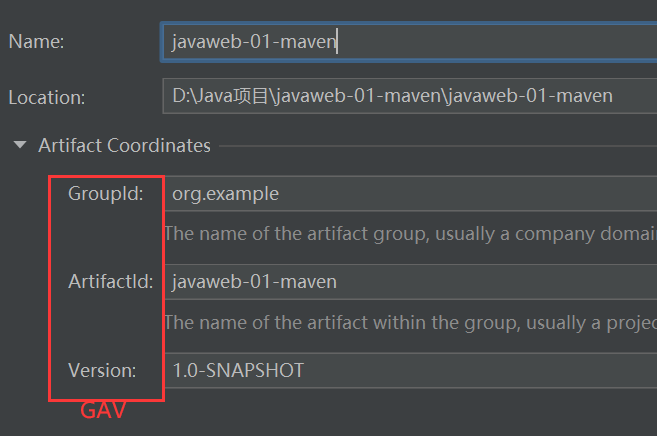 Name: javaweb-01-maven
Location: D:\Java项目\javaweb-01-maven\javaweb-01-maven
Artifact Coordinates
GroupId: org.example
The name of the artifact group, usually a company domai
ArtifactId: javaweb-01-maven
The name of the artifact within the group, usually a projec
Version: 1.0-SNAPSHOT
GAV